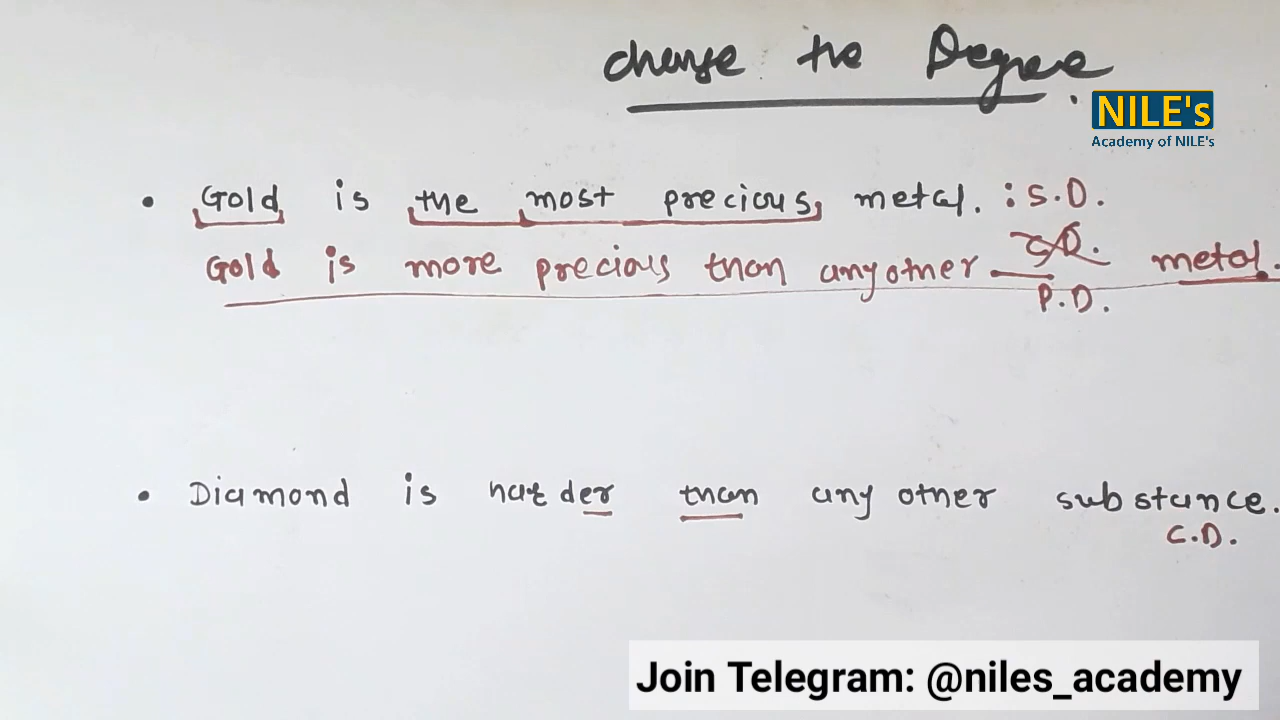 change the Degree.
NILE's
Academy of NILE's
• Gold is the most precious metal. : S.D.
C.D.
Gold is more precious than any other metal.
P.D.
• Diamond is harder than any other substance.
C.D.
Join Telegram: @niles_academy